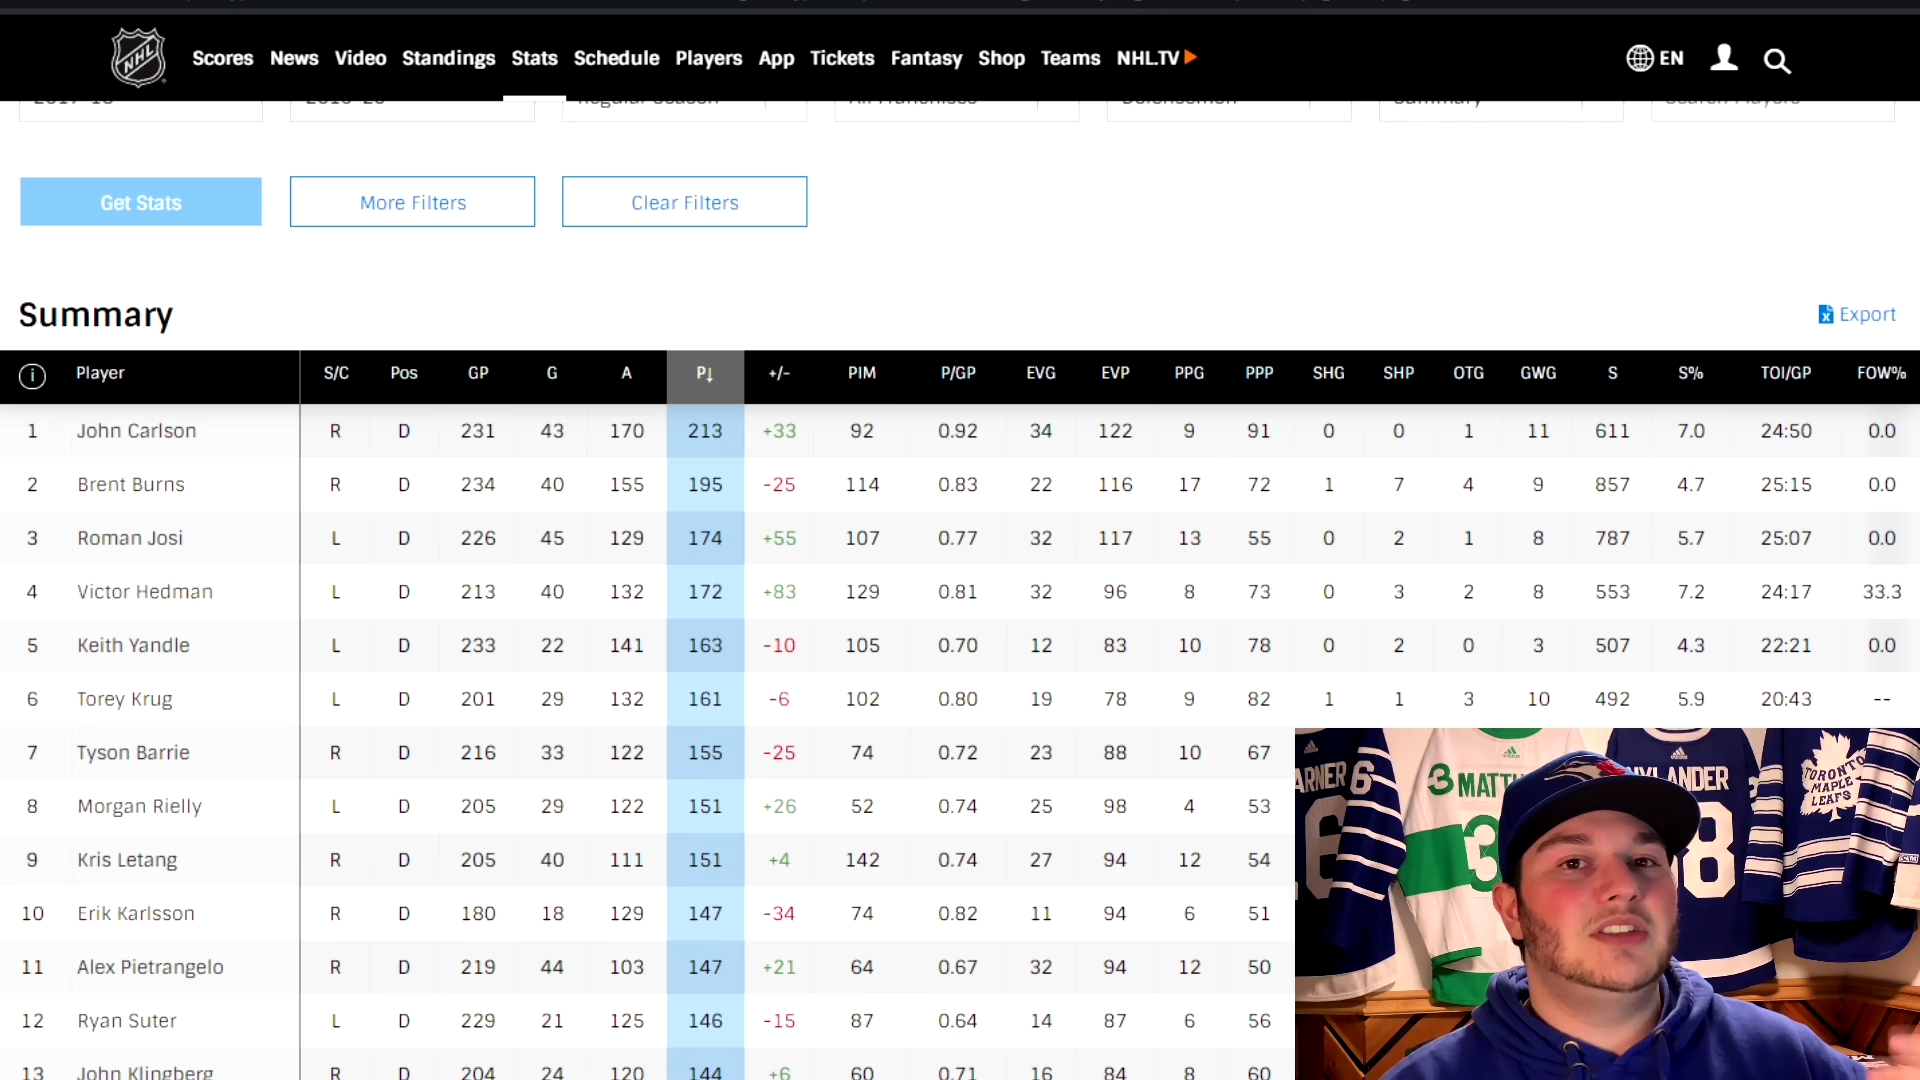 NHL Scores News Video Standings Stats Schedule Players App Tickets Fantasy Shop Teams NHL.TV EN
Get Stats More Filters Clear Filters
Summary
Export
i Player S/C Pos GP G A P↓ +/- PIM P/GP EVG EVP PPG PPP SHG SHP OTG GWG S S% TOI/GP FOW%
1 John Carlson R D 231 43 170 213 +33 92 0.92 34 122 9 91 0 0 1 11 611 7.0 24:50 0.0
2 Brent Burns R D 234 40 155 195 -25 114 0.83 22 116 17 72 1 7 4 9 857 4.7 25:15 0.0
3 Roman Josi L D 226 45 129 174 +55 107 0.77 32 117 13 55 0 2 1 8 787 5.7 25:07 0.0
4 Victor Hedman L D 213 40 132 172 +83 129 0.81 32 96 8 73 0 3 2 8 553 7.2 24:17 33.3
5 Keith Yandle L D 233 22 141 163 -10 105 0.70 12 83 10 78 0 2 0 3 507 4.3 22:21 0.0
6 Torey Krug L D 201 29 132 161 -6 102 0.80 19 78 9 82 1 1 3 10 492 5.9 20:43 --
7 Tyson Barrie R D 216 33 122 155 -25 74 0.72 23 88 10 67
8 Morgan Rielly L D 205 29 122 151 +26 52 0.74 25 98 4 53
9 Kris Letang R D 205 40 111 151 +4 142 0.74 27 94 12 54
10 Erik Karlsson R D 180 18 129 147 -34 74 0.82 11 94 6 51
11 Alex Pietrangelo R D 219 44 103 147 +21 64 0.67 32 94 12 50
12 Ryan Suter L D 229 21 125 146 -15 87 0.64 14 87 6 56
13 John Klingberg R D 204 24 120 144 +6 60 0.71 16 84 8 60
ARNER 6
6
3 MATT
3
NYLANDER
8
TORONTO
MAPLE
LEAFS